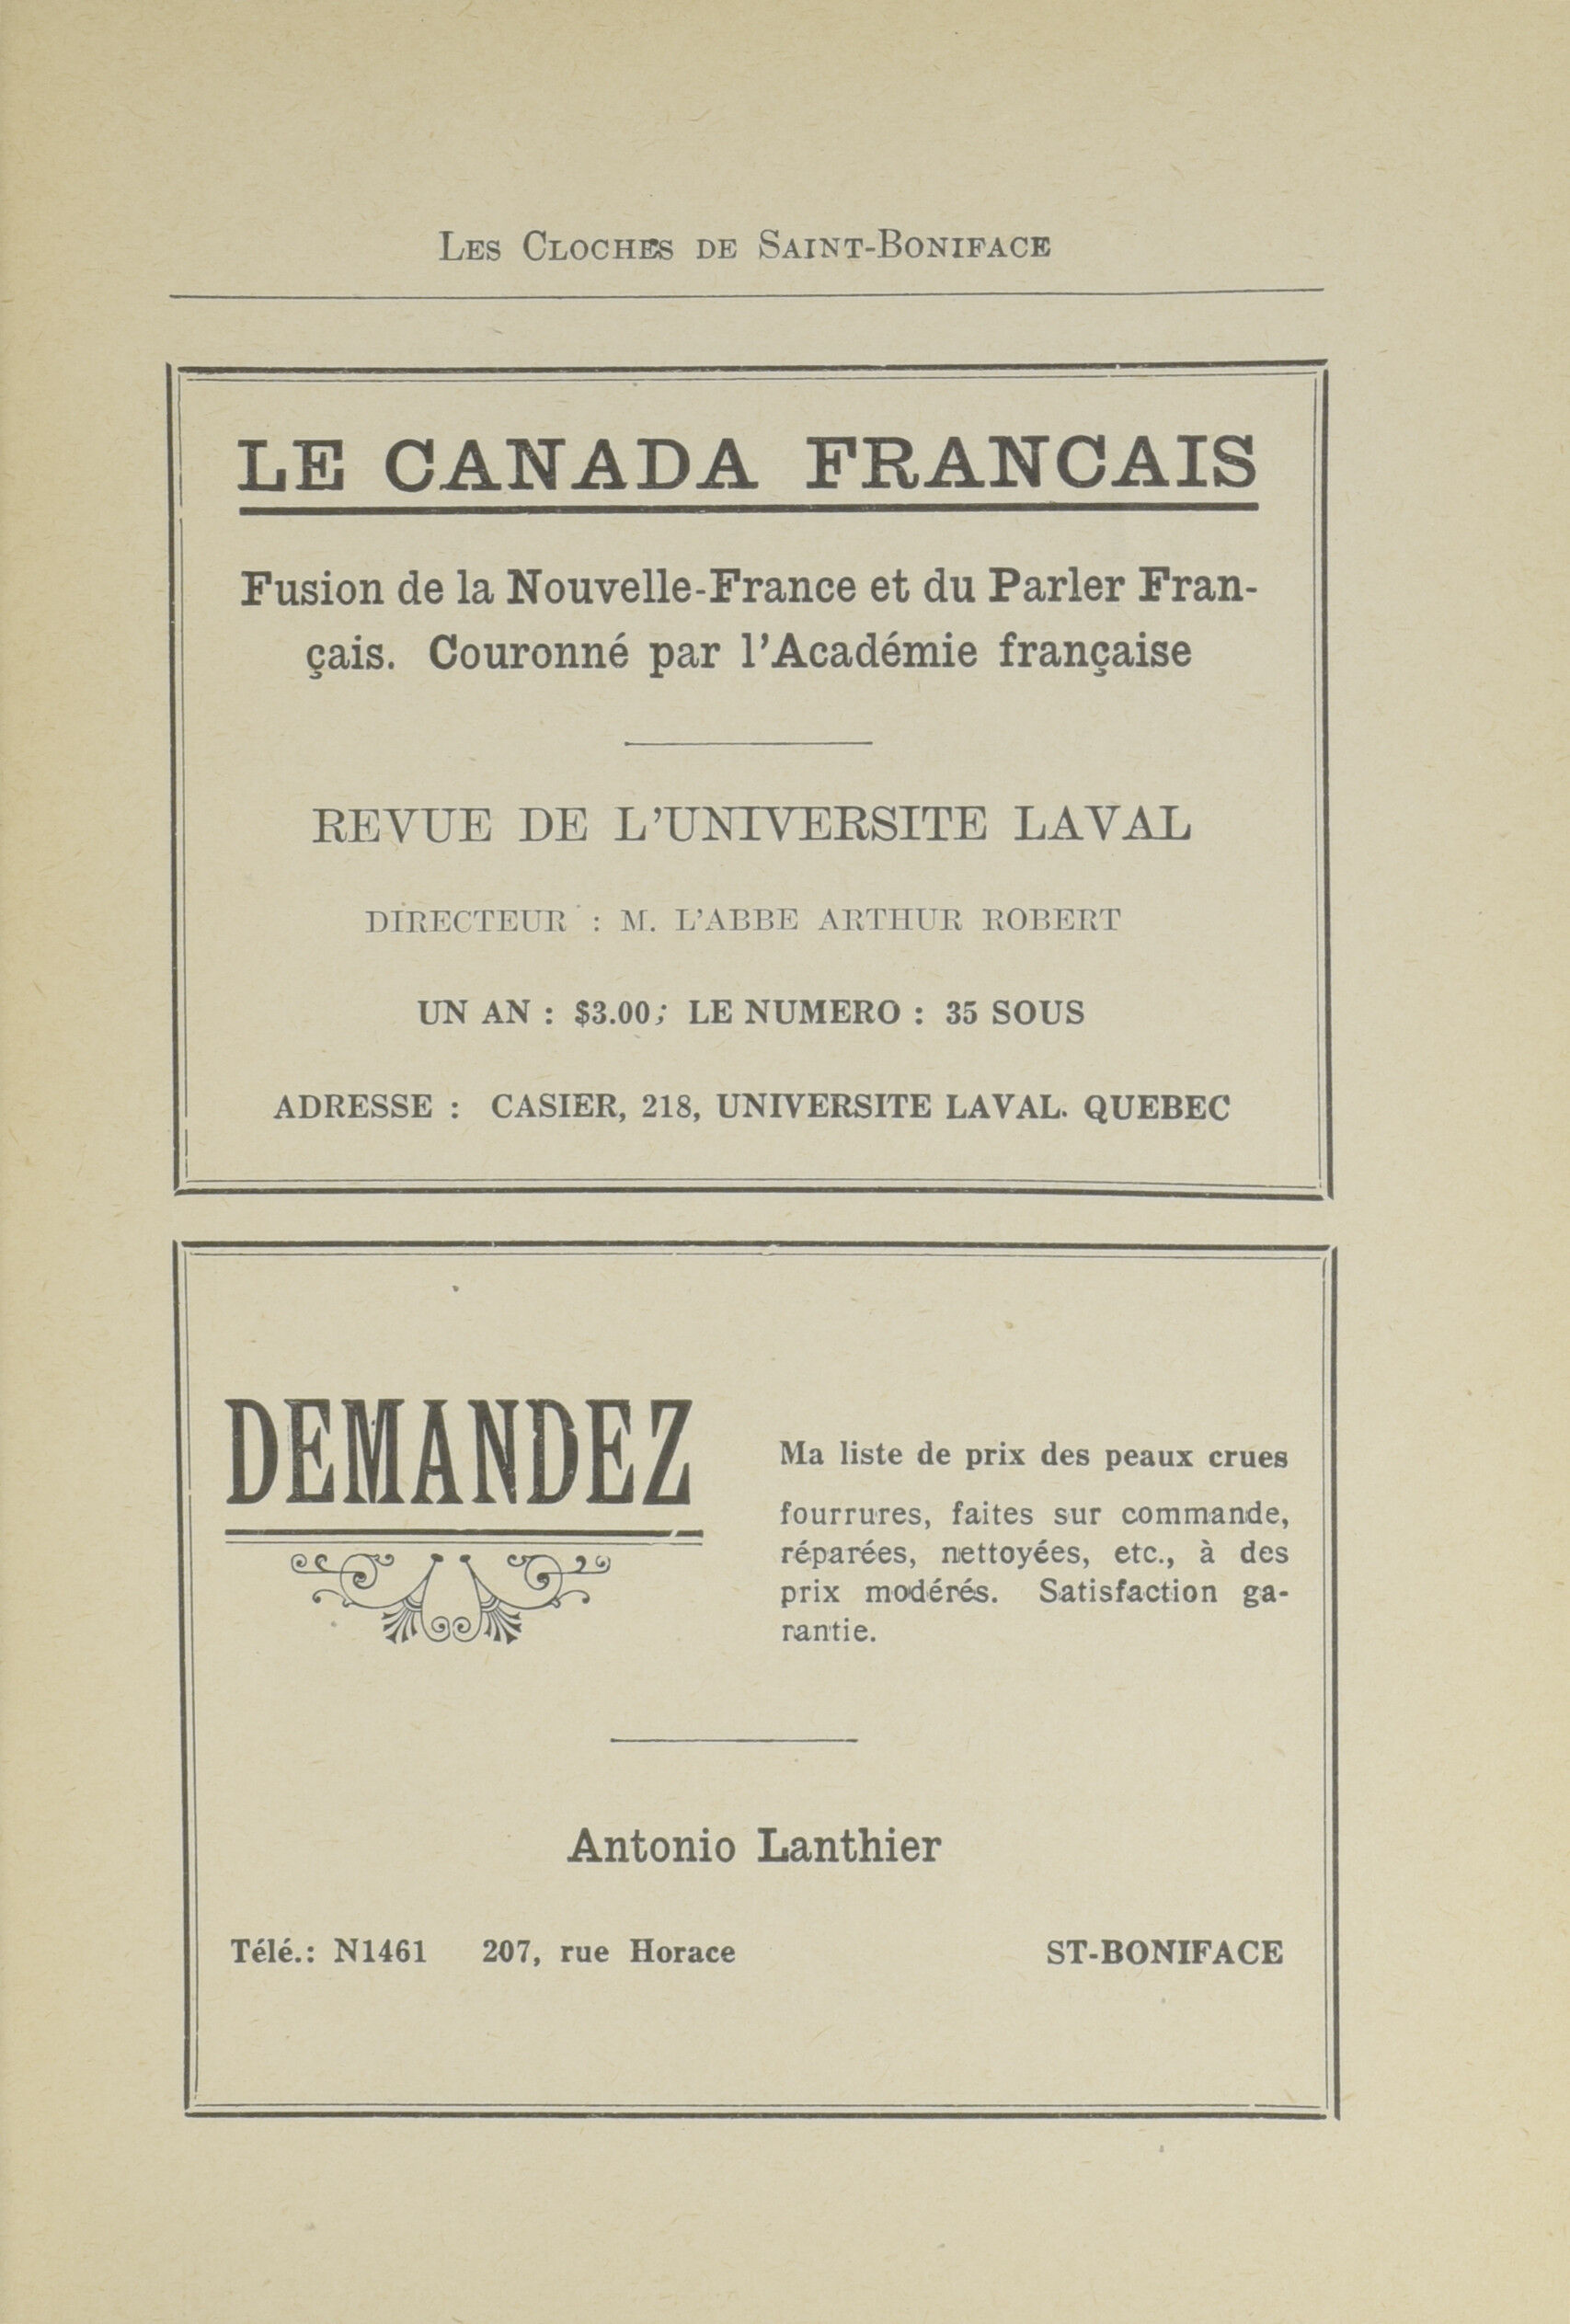 Les Cloches de Saint-Boniface
LE CANADA FRANCAIS
Fusion de la Nouvelle-France et du Parler Fran-
çais. Couronné par l'Académie française
REVUE DE L'UNIVERSITE LAVAL
DIRECTEUR : M. L'ABBE ARTHUR ROBERT
UN AN : $3.00; LE NUMERO : 35 SOUS
ADRESSE : CASIER, 218, UNIVERSITE LAVAL. QUEBEC
DEMANDEZ
Ma liste de prix des peaux crues
fourrures, faites sur commande,
réparées, nettoyées, etc., à des
prix modérés. Satisfaction ga-
rantie.
Antonio Lanthier
Télé.: N1461 207, rue Horace ST-BONIFACE